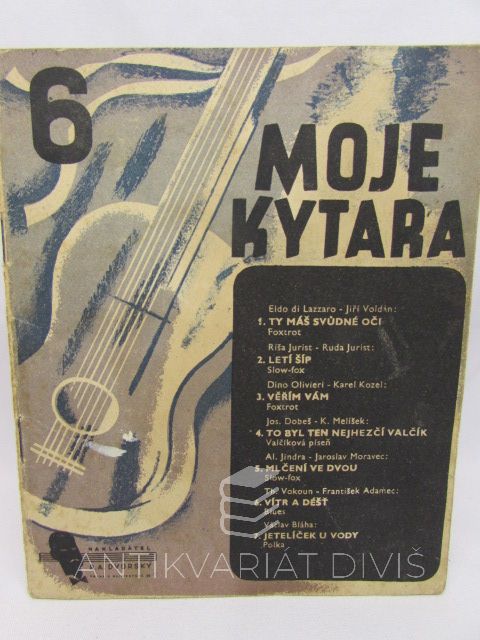 6
MOJE
KYTARA
Eldo di Lazzaro - Jiří Voldán:
1. TY MÁŠ SVŮDNÉ OČI
Foxtrot
Ríša Jurist - Ruda Jurist:
2. LETÍ ŠÍP
Slow-fox
Dino Olivieri - Karel Kozel:
3. VĚŘÍM VÁM
Foxtrot
Jos. Dobeš - K. Melíšek:
4. TO BYL TEN NEJHEZČÍ VALČÍK
Valčíková píseň
Al. Jindra - Jaroslav Moravec:
5. MLČENÍ VE DVOU
Slow-fox
Th. Vokoun - František Adamec:
6. VÍTR A DÉŠŤ
Blues
Václav Bláha:
7. JETELÍČEK U VODY
Polka
NAKLADATEL
R.A. DVORSKÝ
ANTIKVARIÁT DIVIŠ